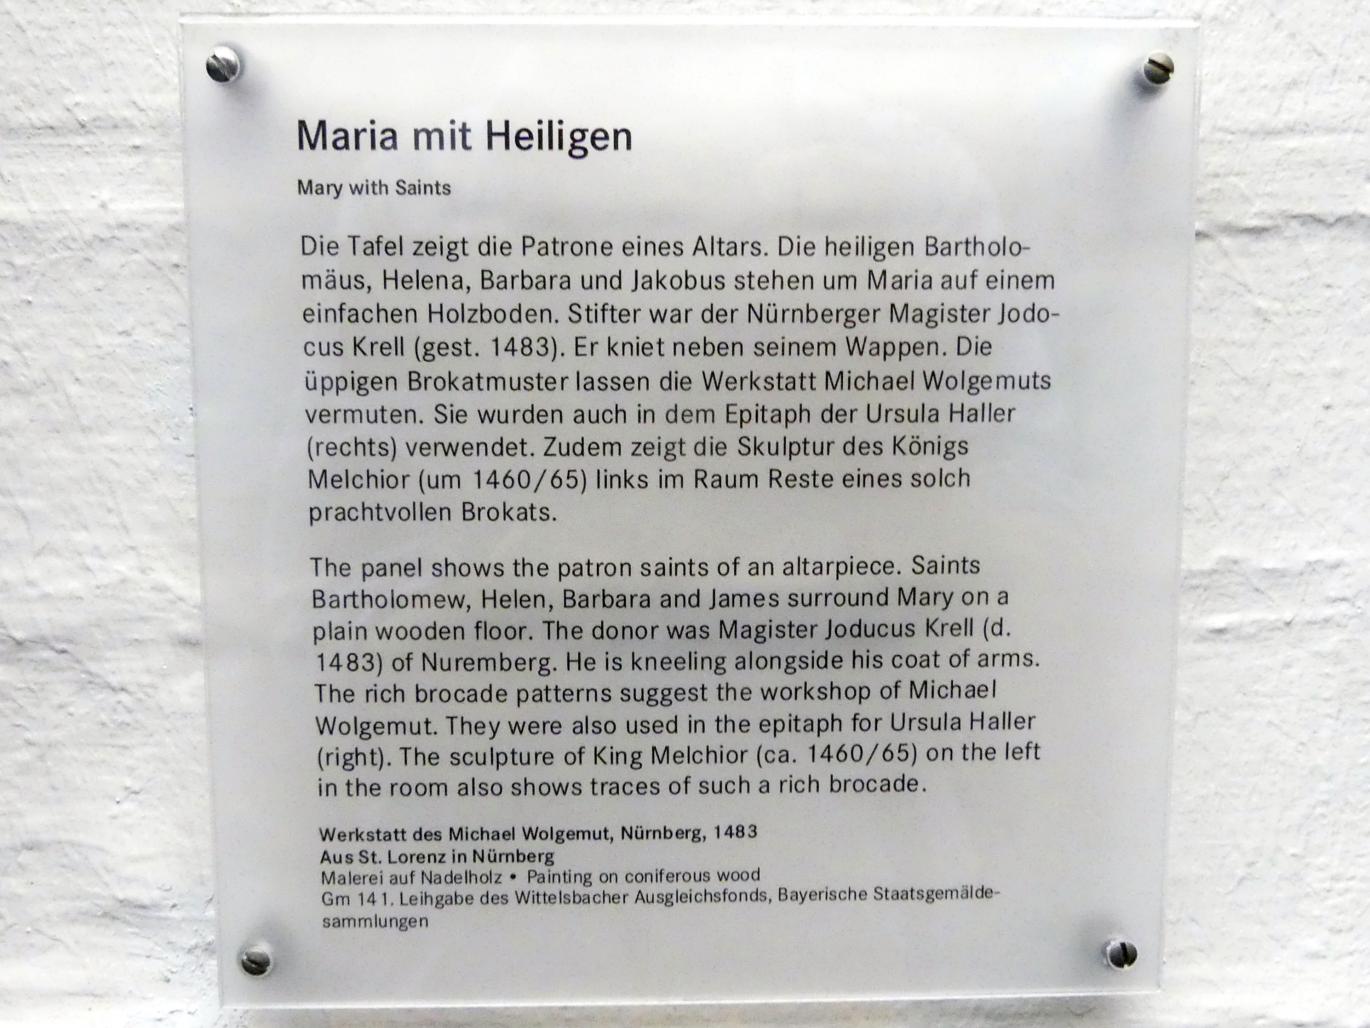 Maria mit Heiligen
Mary with Saints
Die Tafel zeigt die Patrone eines Altars. Die heiligen Bartholo-
mäus, Helena, Barbara und Jakobus stehen um Maria auf einem
einfachen Holzboden. Stifter war der Nürnberger Magister Jodo-
cus Krell (gest. 1483). Er kniet neben seinem Wappen. Die
üppigen Brokatmuster lassen die Werkstatt Michael Wolgemuts
vermuten. Sie wurden auch in dem Epitaph der Ursula Haller
(rechts) verwendet. Zudem zeigt die Skulptur des Königs
Melchior (um 1460/65) links im Raum Reste eines solch
prachtvollen Brokats.
The panel shows the patron saints of an altarpiece. Saints
Bartholomew, Helen, Barbara and James surround Mary on a
plain wooden floor. The donor was Magister Joducus Krell (d.
1483) of Nuremberg. He is kneeling alongside his coat of arms.
The rich brocade patterns suggest the workshop of Michael
Wolgemut. They were also used in the epitaph for Ursula Haller
(right). The sculpture of King Melchior (ca. 1460/65) on the left
in the room also shows traces of such a rich brocade.
Werkstatt des Michael Wolgemut, Nürnberg, 1483
Aus St. Lorenz in Nürnberg
Malerei auf Nadelholz • Painting on coniferous wood
Gm 141. Leihgabe des Wittelsbacher Ausgleichsfonds, Bayerische Staatsgemälde-
sammlungen